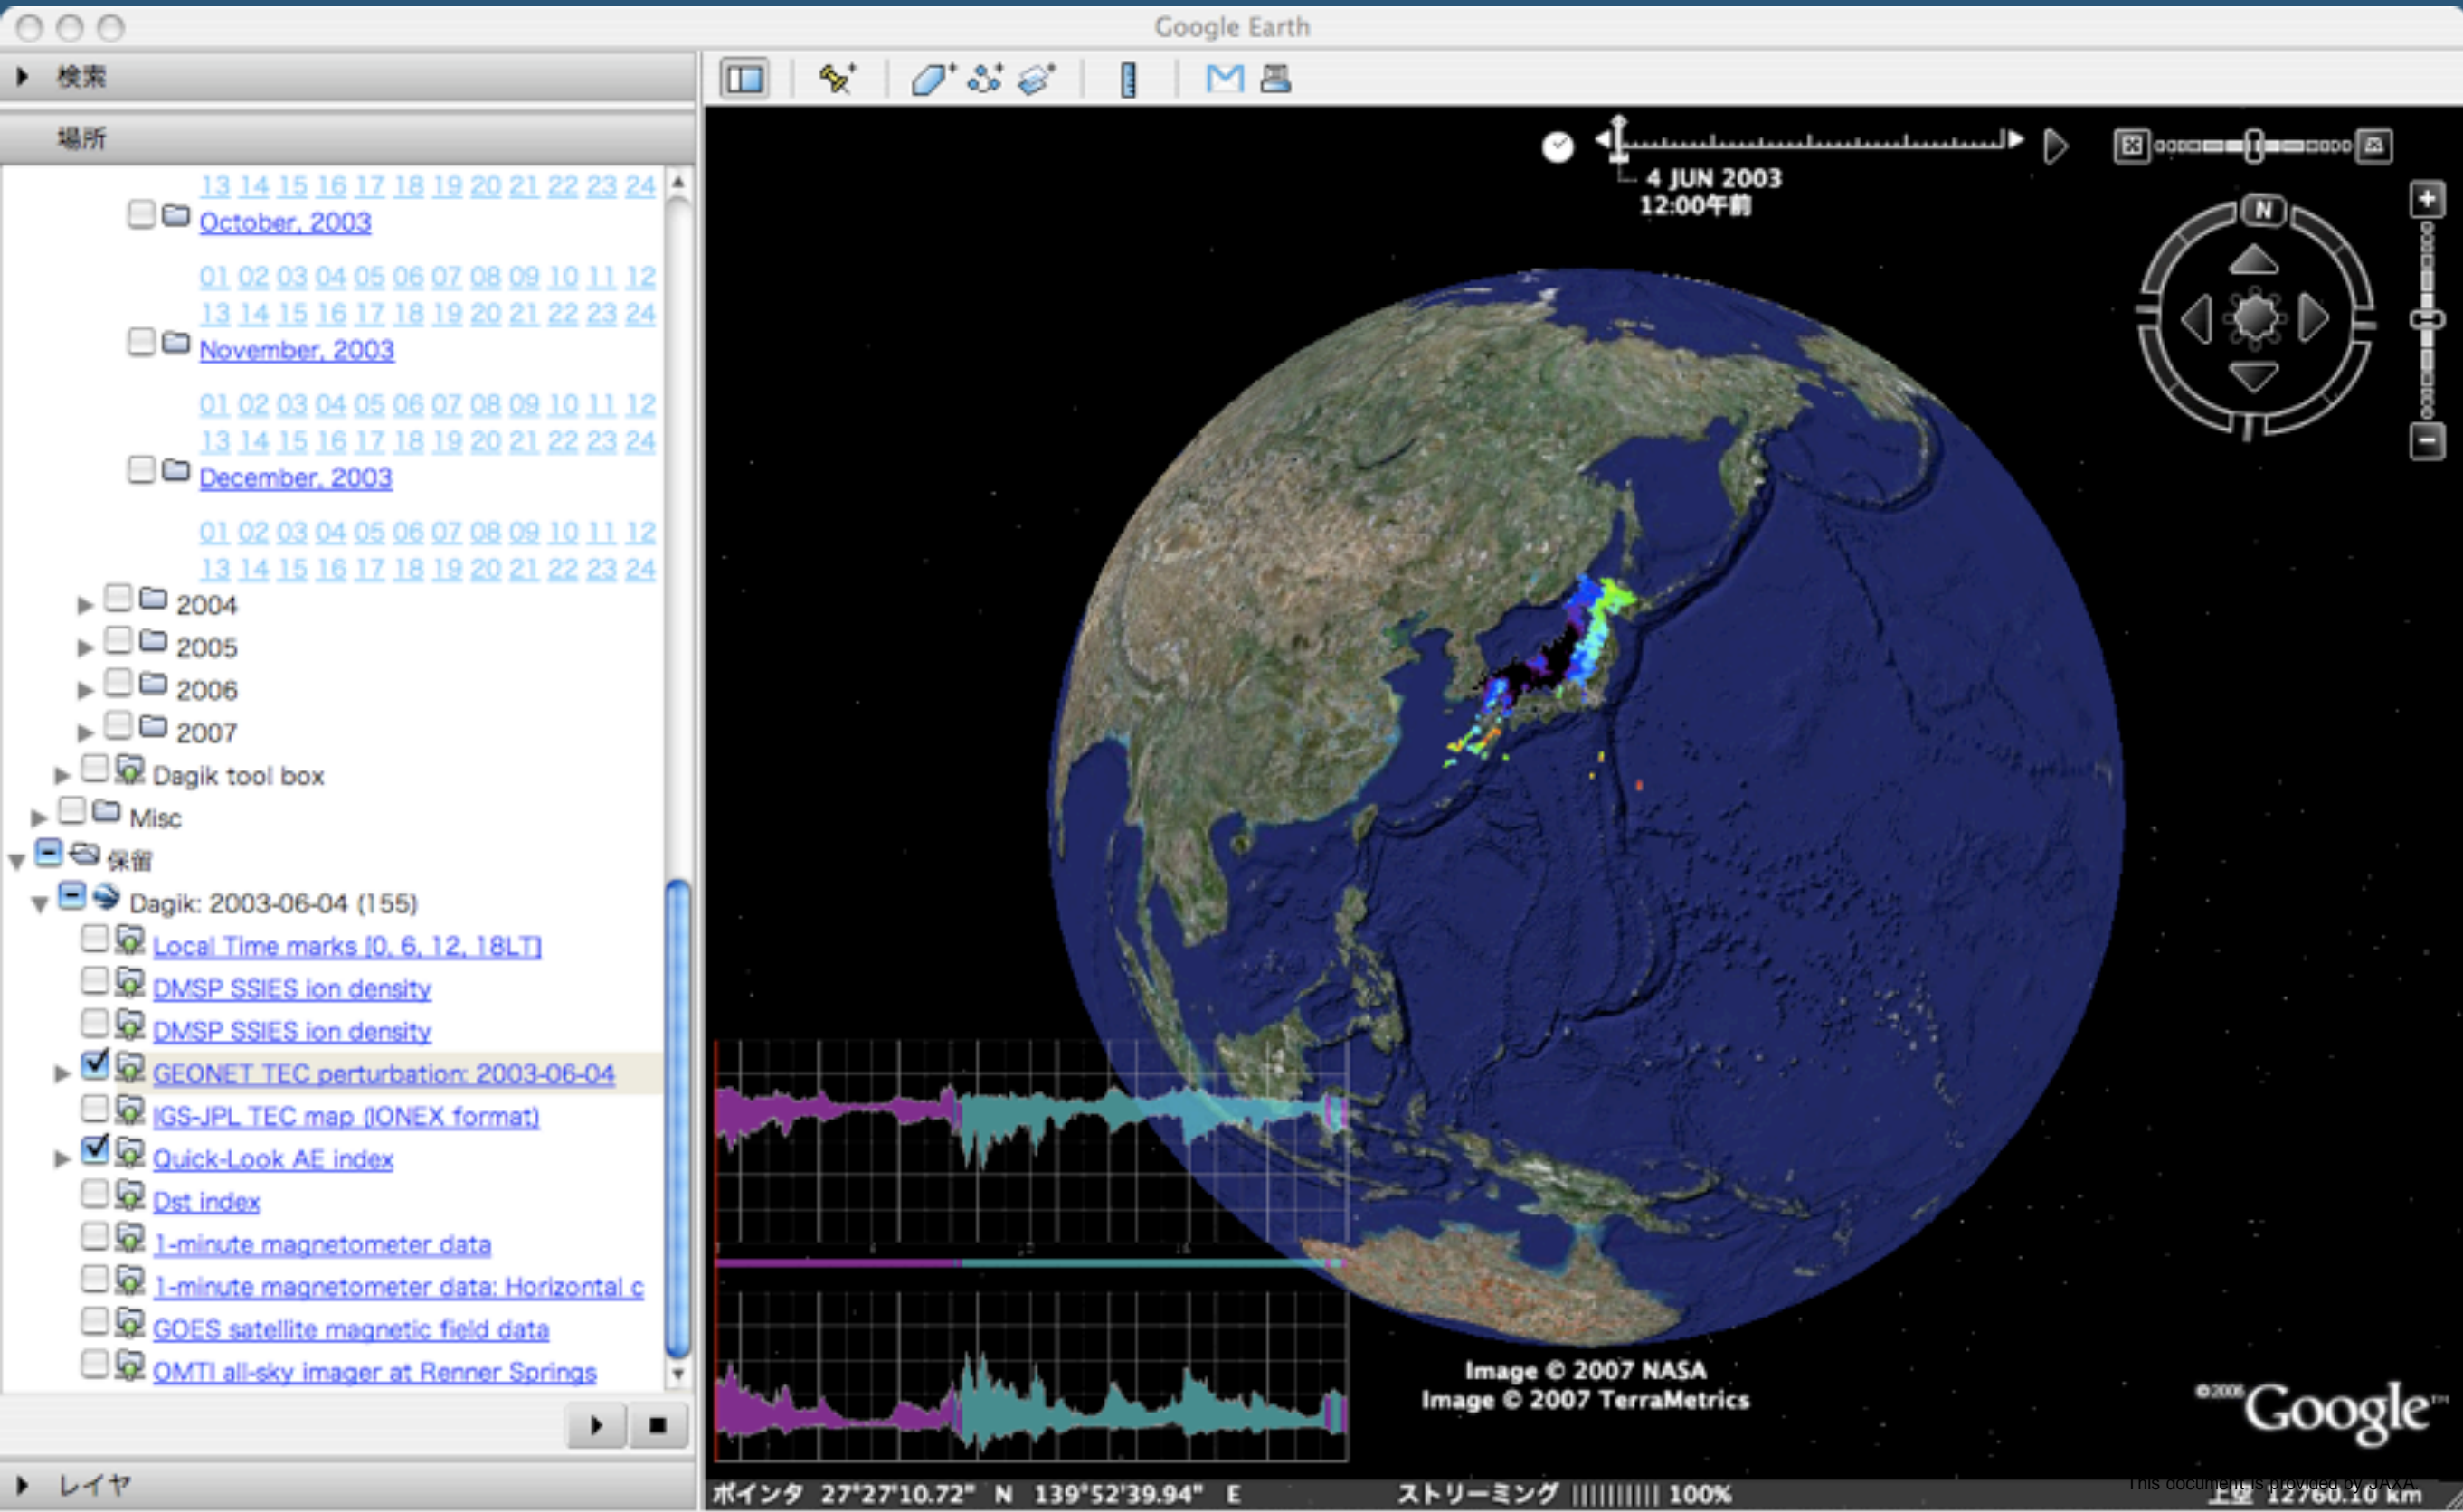 Google Earth
検索
場所
13 14 15 16 17 18 19 20 21 22 23 24
October, 2003
01 02 03 04 05 06 07 08 09 10 11 12
13 14 15 16 17 18 19 20 21 22 23 24
November, 2003
01 02 03 04 05 06 07 08 09 10 11 12
13 14 15 16 17 18 19 20 21 22 23 24
December, 2003
01 02 03 04 05 06 07 08 09 10 11 12
13 14 15 16 17 18 19 20 21 22 23 24
2004
2005
2006
2007
Dagik tool box
Misc
保留
Dagik: 2003-06-04 (155)
Local Time marks [0, 6, 12, 18LT]
DMSP SSIES ion density
DMSP SSIES ion density
GEONET TEC perturbation: 2003-06-04
IGS-JPL TEC map (IONEX format)
Quick-Look AE index
Dst index
1-minute magnetometer data
1-minute magnetometer data: Horizontal c
GOES satellite magnetic field data
OMTI all-sky imager at Renner Springs
レイヤ
4 JUN 2003
12:00午前
N
Image © 2007 NASA
Image © 2007 TerraMetrics
©2006 Google™
ポインタ 27°27'10.72" N 139°52'39.94" E
ストリーミング |||||||||| 100%
上空 12760.10 km
This document is provided by JAXA.